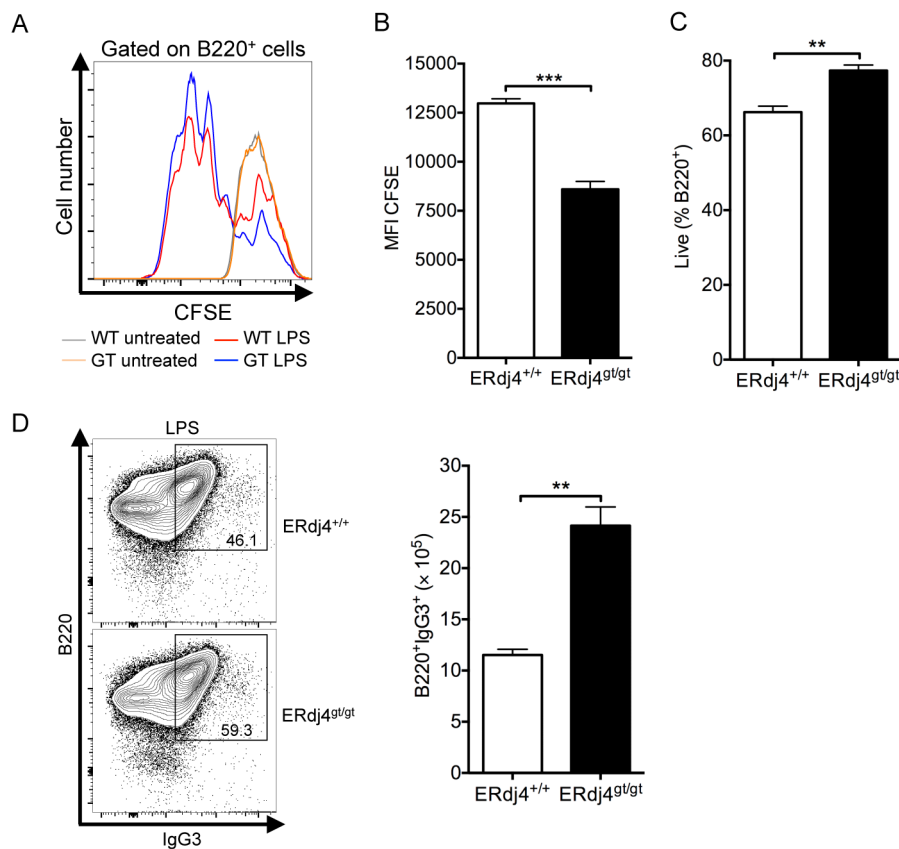 A
Gated on B220⁺ cells
Cell number
CFSE
WT untreated WT LPS
GT untreated GT LPS
B
***
MFI CFSE
15000
12500
10000
7500
5000
2500
0
ERdj4⁺/⁺ ERdj4ᵍᵗ/ᵍᵗ
C
**
Live (% B220⁺)
80
60
40
20
0
ERdj4⁺/⁺ ERdj4ᵍᵗ/ᵍᵗ
D
LPS
46.1
ERdj4⁺/⁺
B220
59.3
ERdj4ᵍᵗ/ᵍᵗ
IgG3
**
B220⁺IgG3⁺ (× 10⁵)
30
25
20
15
10
5
0
ERdj4⁺/⁺ ERdj4ᵍᵗ/ᵍᵗ